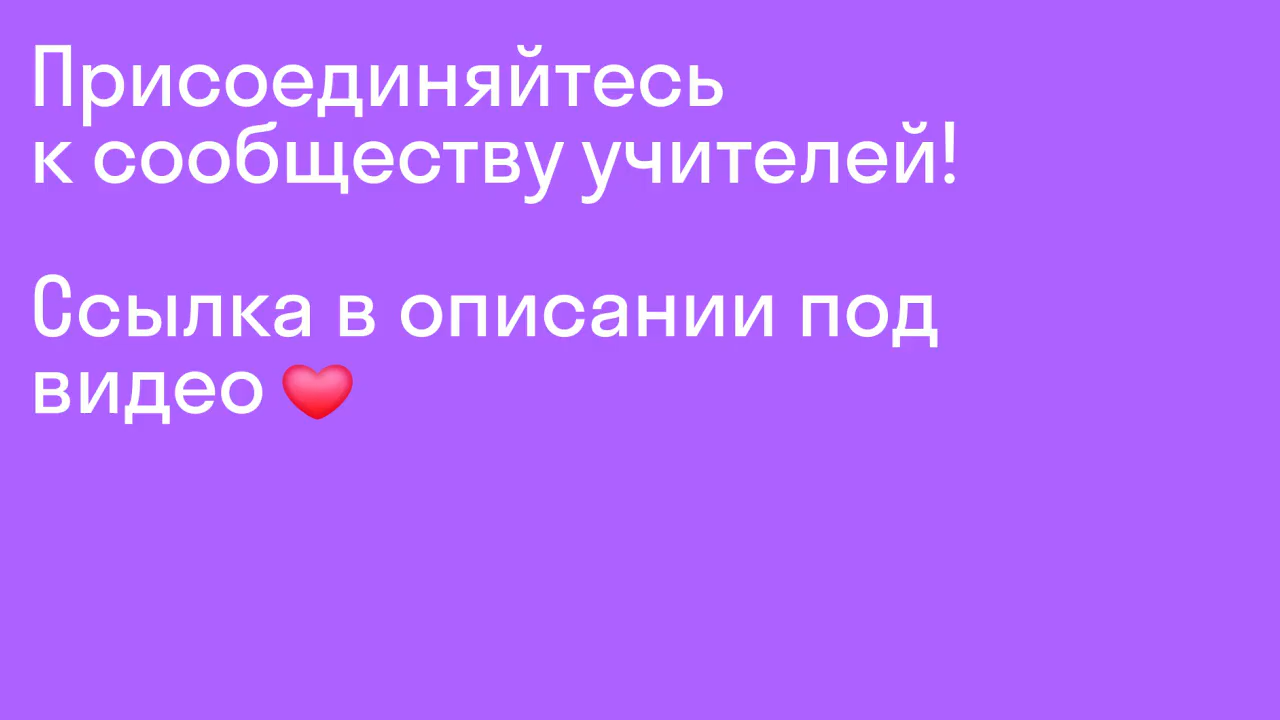 Присоединяйтесь
к сообществу учителей!
Ссылка в описании под
видео ❤️